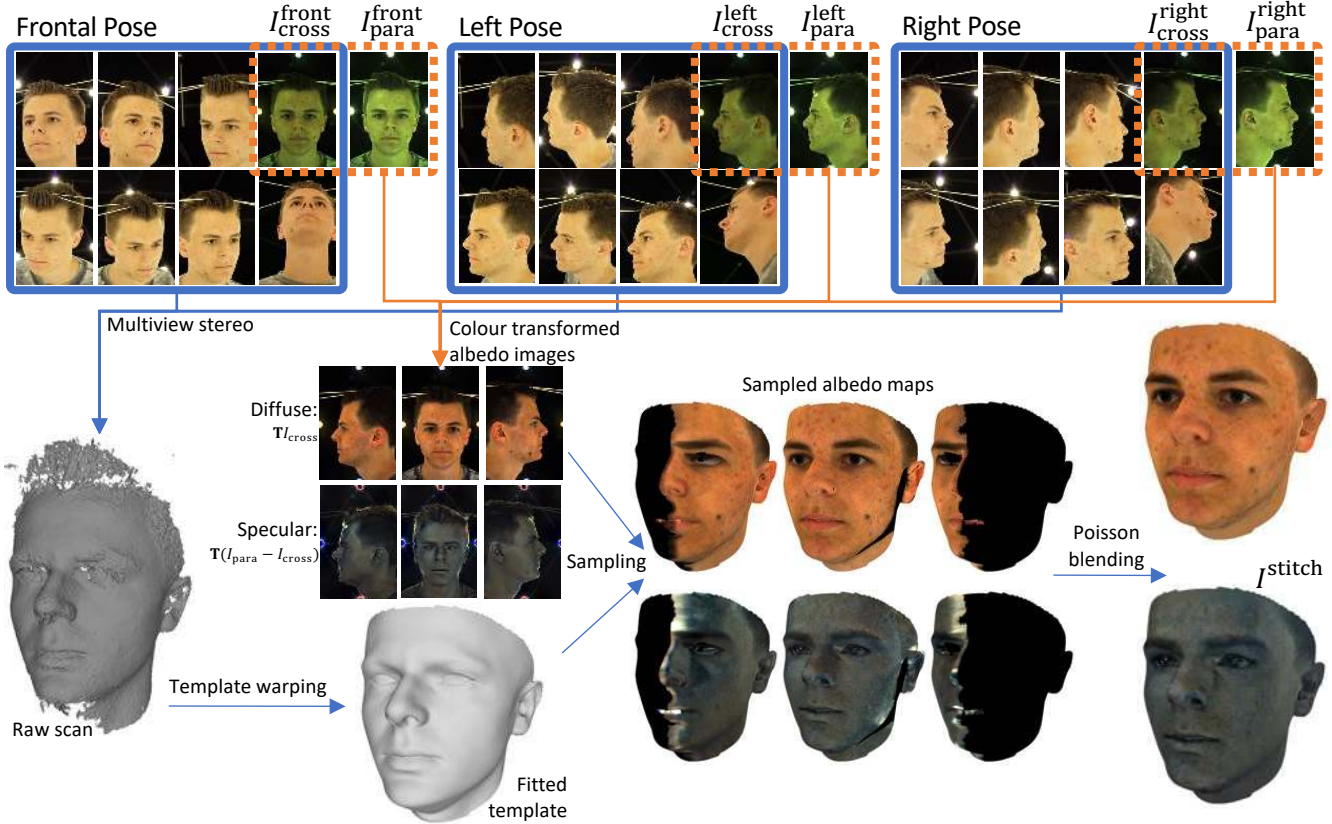 Frontal Pose
I^front_cross
I^front_para
Left Pose
I^left_cross
I^left_para
Right Pose
I^right_cross
I^right_para
Multiview stereo
Colour transformed
albedo images
Diffuse:
TI_cross
Specular:
T(I_para − I_cross)
Sampled albedo maps
Sampling
Poisson
blending
I^stitch
Template warping
Raw scan
Fitted
template